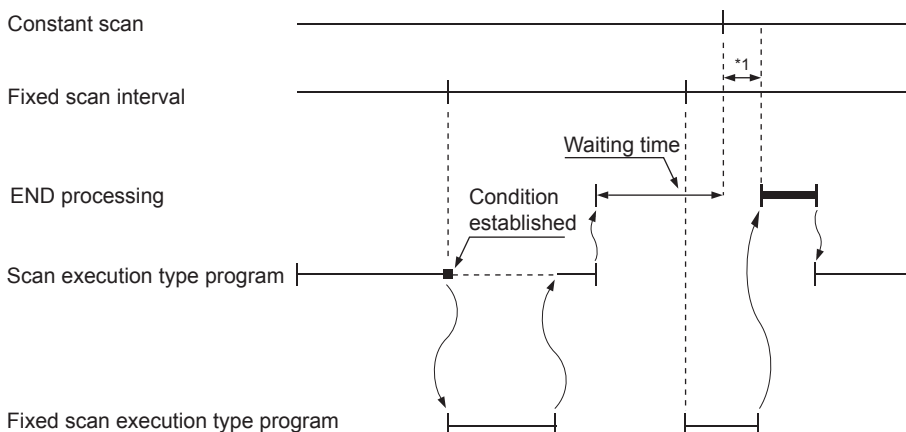 Constant scan
*1
Fixed scan interval
Waiting time
END processing
Condition
established
Scan execution type program
Fixed scan execution type program